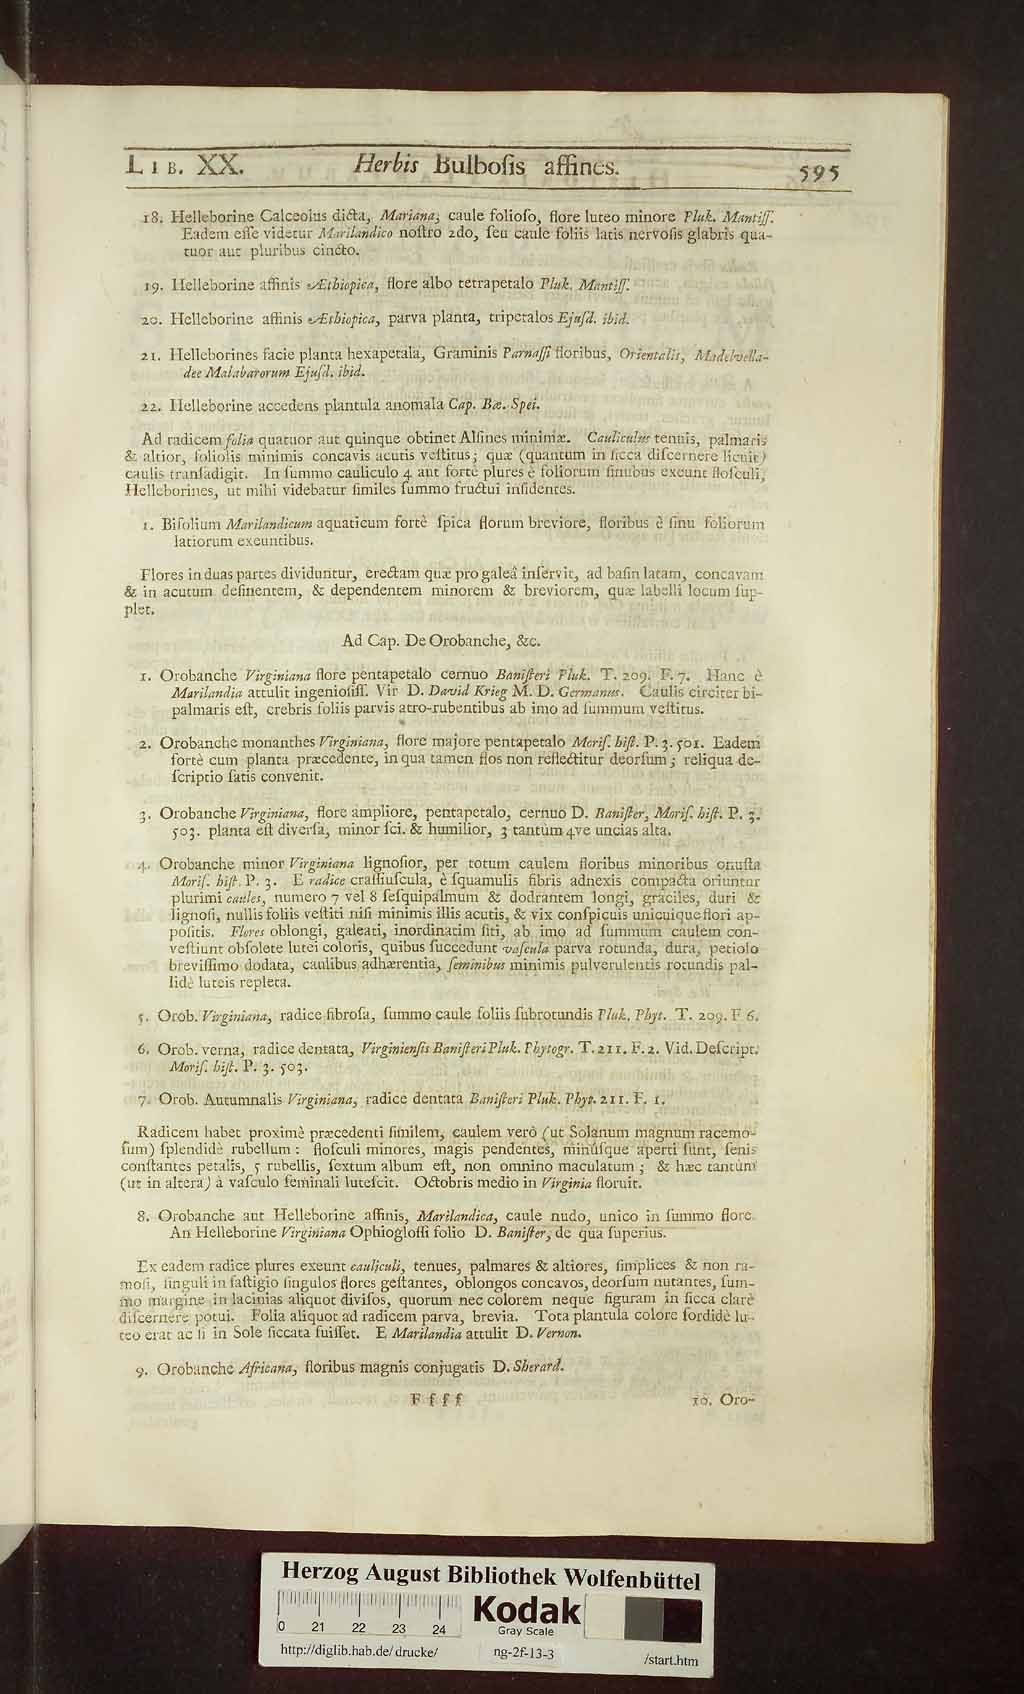 LIB. XX. Herbis Bulboſis affines. 595
18. Helleborine Calceolus dicta, Mariana, caule folioſo, flore luteo minore Pluk. Mantiſſ.
Eadem eſſe videtur Marilandico noſtro 2do, ſeu caule foliis latis nervoſis glabris qua-
tuor aut pluribus cincto.
19. Helleborine affinis Æthiopica, flore albo tetrapetalo Pluk. Mantiſſ.
20. Helleborine affinis Æthiopica, parva planta, tripetalos Ejuſd. ibid.
21. Helleborines facie planta hexapetala, Graminis Parnaſſi floribus, Orientalis, Madelvella-
dee Malabarorum Ejuſd. ibid.
22. Helleborine accedens plantula anomala Cap. Bæ. Spei.
Ad radicem folia quatuor aut quinque obtinet Alſines minimæ. Cauliculus tenuis, palmaris
& altior, foliolis minimis concavis acutis veſtitus; quæ (quantum in ſicca diſcernere licuit)
caulis tranſadigit. In ſummo cauliculo 4 aut fortè plures è foliorum ſinubus exeunt floſculi,
Helleborines, ut mihi videbatur ſimiles ſummo fructui inſidentes.
1. Bifolium Marilandicum aquaticum fortè ſpica florum breviore, floribus è ſinu foliorum
latiorum exeuntibus.
Flores in duas partes dividuntur, erectam quæ pro galeâ inſervit, ad baſin latam, concavam
& in acutum deſinentem, & dependentem minorem & breviorem, quæ labelli locum ſup-
plet.
Ad Cap. De Orobanche, &c.
1. Orobanche Virginiana flore pentapetalo cernuo Baniſteri Pluk. T. 209. F. 7. Hanc è
Marilandia attulit ingenioſiſſ. Vir D. David Krieg M. D. Germanus. Caulis circiter bi-
palmaris eſt, crebris foliis parvis atro-rubentibus ab imo ad ſummum veſtitus.
2. Orobanche monanthes Virginiana, flore majore pentapetalo Moriſ. hiſt. P. 3. 501. Eadem
fortè cum planta præcedente, in qua tamen flos non reflectitur deorſum; reliqua de-
ſcriptio ſatis convenit.
3. Orobanche Virginiana, flore ampliore, pentapetalo, cernuo D. Baniſter, Moriſ. hiſt. P. 3.
503. planta eſt diverſa, minor ſci. & humilior, 3 tantùm 4ve uncias alta.
4. Orobanche minor Virginiana lignoſior, per totum caulem floribus minoribus onuſta
Moriſ. hiſt. P. 3. E radice craſſiuſcula, è ſquamulis fibris adnexis compacta oriuntur
plurimi caules, numero 7 vel 8 ſeſquipalmum & dodrantem longi, graciles, duri &
lignoſi, nullis foliis veſtiti niſi minimis illis acutis, & vix conſpicuis unicuique flori ap-
poſitis. Flores oblongi, galeati, inordinatim ſiti, ab imo ad ſummum caulem con-
veſtiunt obſolete lutei coloris, quibus ſuccedunt vaſcula parva rotunda, dura, petiolo
breviſſimo dodata, caulibus adhærentia, ſeminibus minimis pulverulentis rotundis pal-
lidè luteis repleta.
5. Orob. Virginiana, radice fibroſa, ſummo caule foliis ſubrotundis Pluk. Phyt. T. 209. F 6.
6. Orob. verna, radice dentata, Virginienſis Baniſteri Pluk. Phytogr. T. 211. F. 2. Vid. Deſcript.
Moriſ. hiſt. P. 3. 503.
7. Orob. Autumnalis Virginiana, radice dentata Baniſteri Pluk. Phyt. 211. F. 1.
Radicem habet proximè præcedenti ſimilem, caulem verò (ut Solanum magnum racemo-
ſum) ſplendidè rubellum: floſculi minores, magis pendentes, minúſque aperti ſunt, ſenis
conſtantes petalis, 5 rubellis, ſextum album eſt, non omnino maculatum; & hæc tantùm
(ut in altera) à vaſculo ſeminali luteſcit. Octobris medio in Virginia floruit.
8. Orobanche aut Helleborine affinis, Marilandica, caule nudo, unico in ſummo flore.
An Helleborine Virginiana Ophiogloſſi folio D. Baniſter, de qua ſuperius.
Ex eadem radice plures exeunt cauliculi, tenues, palmares & altiores, ſimplices & non ra-
moſi, ſinguli in faſtigio ſingulos flores geſtantes, oblongos concavos, deorſum nutantes, ſum-
mo margine in lacinias aliquot diviſos, quorum nec colorem neque figuram in ſicca clarè
diſcernere potui. Folia aliquot ad radicem parva, brevia. Tota plantula colore ſordidè lu-
teo erat ac ſi in Sole ſiccata fuiſſet. E Marilandia attulit D. Vernon.
9. Orobanche Africana, floribus magnis conjugatis D. Sherard.
F f f f 10. Oro-
Herzog August Bibliothek Wolfenbüttel
0 21 22 23 24
Kodak
Gray Scale
http://diglib.hab.de/drucke/ ng-2f-13-3 /start.htm